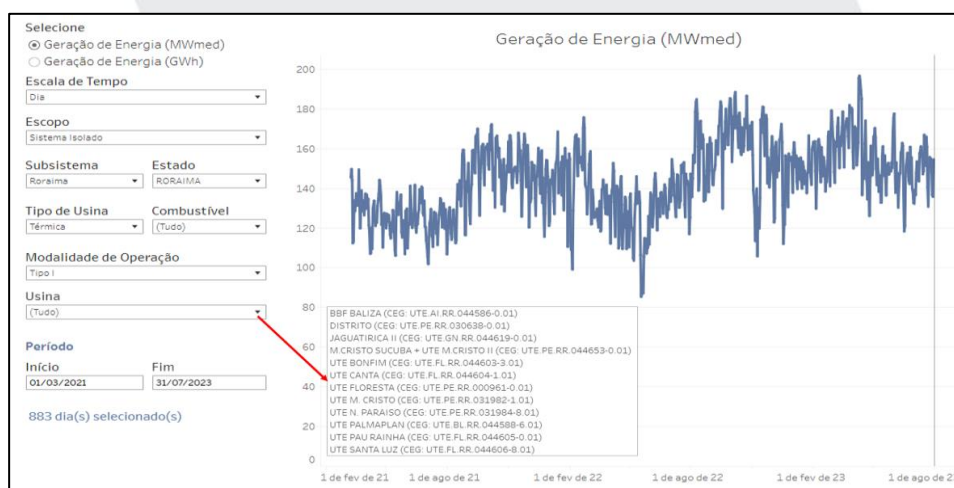 Selecione
Geração de Energia (MWmed)
Geração de Energia (GWh)
Escala de Tempo
Dia
Escopo
Sistema Isolado
Subsistema Estado
Roraima RORAIMA
Tipo de Usina Combustível
Térmica (Tudo)
Modalidade de Operação
Tipo I
Usina
(Tudo)
Período
Início Fim
01/03/2021 31/07/2023
883 dia(s) selecionado(s)
Geração de Energia (MWmed)
200
180
160
140
120
100
80
60
40
20
0
BBF BALIZA (CEG: UTE.AI.RR.044586-0.01)
DISTRITO (CEG: UTE.PE.RR.030638-0.01)
JAGUATIRICA II (CEG: UTE.GN.RR.044619-0.01)
M.CRISTO SUCUBA + UTE M.CRISTO II (CEG: UTE.PE.RR.044653-0.01)
UTE BONFIM (CEG: UTE.FL.RR.044603-3.01)
UTE CANTA (CEG: UTE.FL.RR.044604-1.01)
UTE FLORESTA (CEG: UTE.PE.RR.000961-0.01)
UTE M. CRISTO (CEG: UTE.PE.RR.031982-1.01)
UTE N. PARAISO (CEG: UTE.PE.RR.031984-8.01)
UTE PALMAPLAN (CEG: UTE.BL.RR.044588-6.01)
UTE PAU RAINHA (CEG: UTE.FL.RR.044605-0.01)
UTE SANTA LUZ (CEG: UTE.FL.RR.044606-8.01)
1 de fev de 21 1 de ago de 21 1 de fev de 22 1 de ago de 22 1 de fev de 23 1 de ago de 2